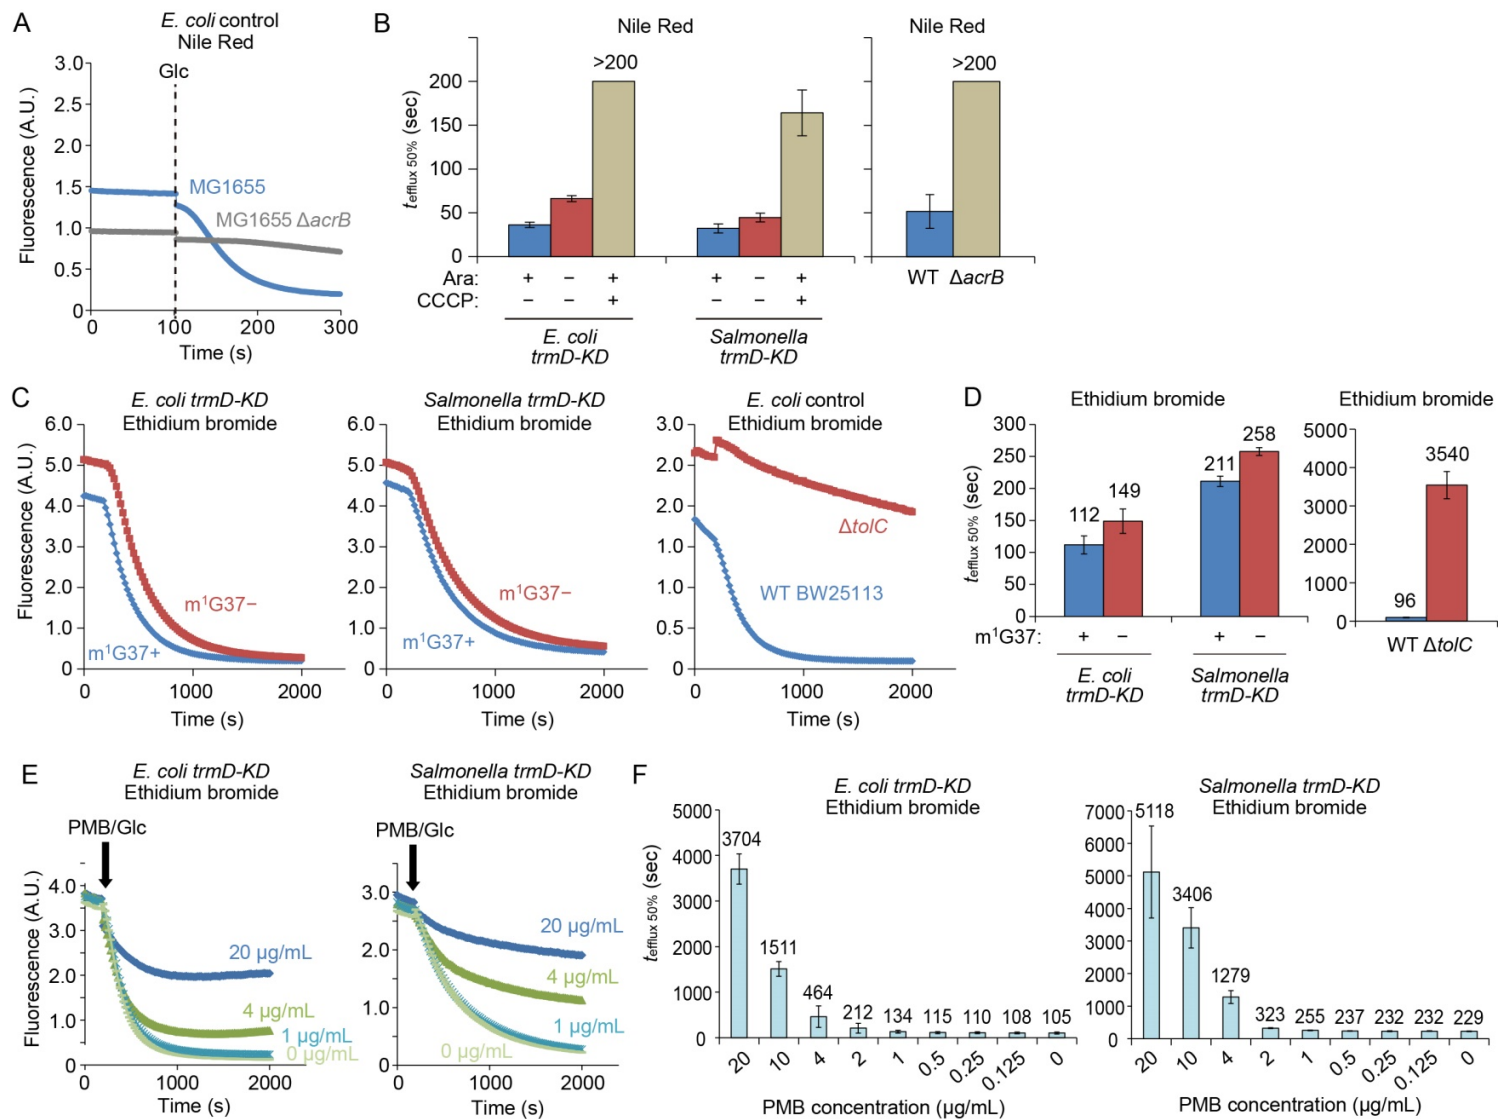 A
E. coli control
Nile Red
Glc
Fluorescence (A.U.)
3.0
2.5
2.0
1.5
1.0
0.5
0
MG1655
MG1655 ΔacrB
0
100
200
300
Time (s)
B
Nile Red
Nile Red
t efflux 50% (sec)
200
150
100
50
0
>200
>200
Ara: + − + + − +
CCCP: − − + − − +
WT ΔacrB
E. coli
trmD-KD
Salmonella
trmD-KD
C
E. coli trmD-KD
Ethidium bromide
Fluorescence (A.U.)
6.0
5.0
4.0
3.0
2.0
1.0
0
m¹G37−
m¹G37+
0
1000
2000
Time (s)
Salmonella trmD-KD
Ethidium bromide
6.0
5.0
4.0
3.0
2.0
1.0
0
m¹G37−
m¹G37+
0
1000
2000
Time (s)
E. coli control
Ethidium bromide
3.0
2.0
2.0
1.0
1.0
0
ΔtolC
WT BW25113
0
1000
2000
Time (s)
D
Ethidium bromide
t efflux 50% (sec)
300
250
200
150
100
50
0
112
149
211
258
m¹G37: + − + −
E. coli
trmD-KD
Salmonella
trmD-KD
Ethidium bromide
5000
4000
3000
2000
1000
0
96
3540
WT ΔtolC
E
E. coli trmD-KD
Ethidium bromide
PMB/Glc
Fluorescence (A.U.)
4.0
3.0
2.0
1.0
0
20 µg/mL
4 µg/mL
1 µg/mL
0 µg/mL
0
1000
2000
Time (s)
Salmonella trmD-KD
Ethidium bromide
PMB/Glc
3.0
2.0
1.0
0
20 µg/mL
4 µg/mL
1 µg/mL
0 µg/mL
0
1000
2000
Time (s)
F
E. coli trmD-KD
Ethidium bromide
t efflux 50% (sec)
5000
4000
3000
2000
1000
0
3704
1511
464
212
134
115
110
108
105
20
10
4
2
1
0.5
0.25
0.125
0
PMB concentration (µg/mL)
Salmonella trmD-KD
Ethidium bromide
7000
6000
5000
4000
3000
2000
1000
0
5118
3406
1279
323
255
237
232
232
229
20
10
4
2
1
0.5
0.25
0.125
0
PMB concentration (µg/mL)